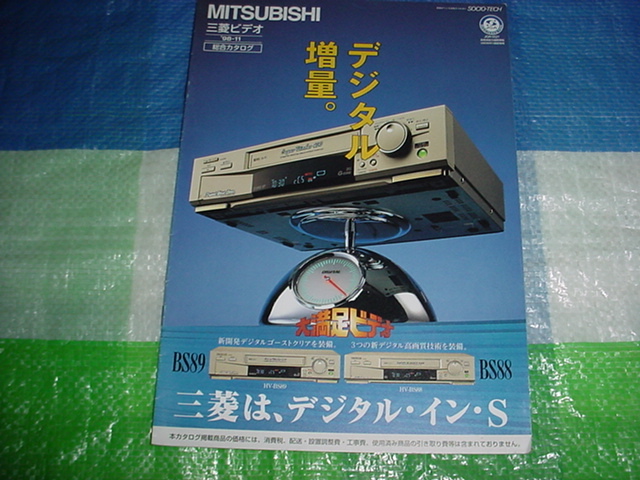 MITSUBISHI
三菱ビデオ
'98-11
総合カタログ
SOCIO-TECH
デジタル
増量。
大満足ビデオ
新開発デジタルゴーストクリアを装備。
3つの新デジタル高画質技術を装備。
BS89
BS88
HV-BS89
HV-BS88
三菱は、デジタル・イン・S
本カタログ掲載商品の価格には、消費税、配送・設置調整費・工事費、使用済み商品の引き取り費等は含まれておりません。